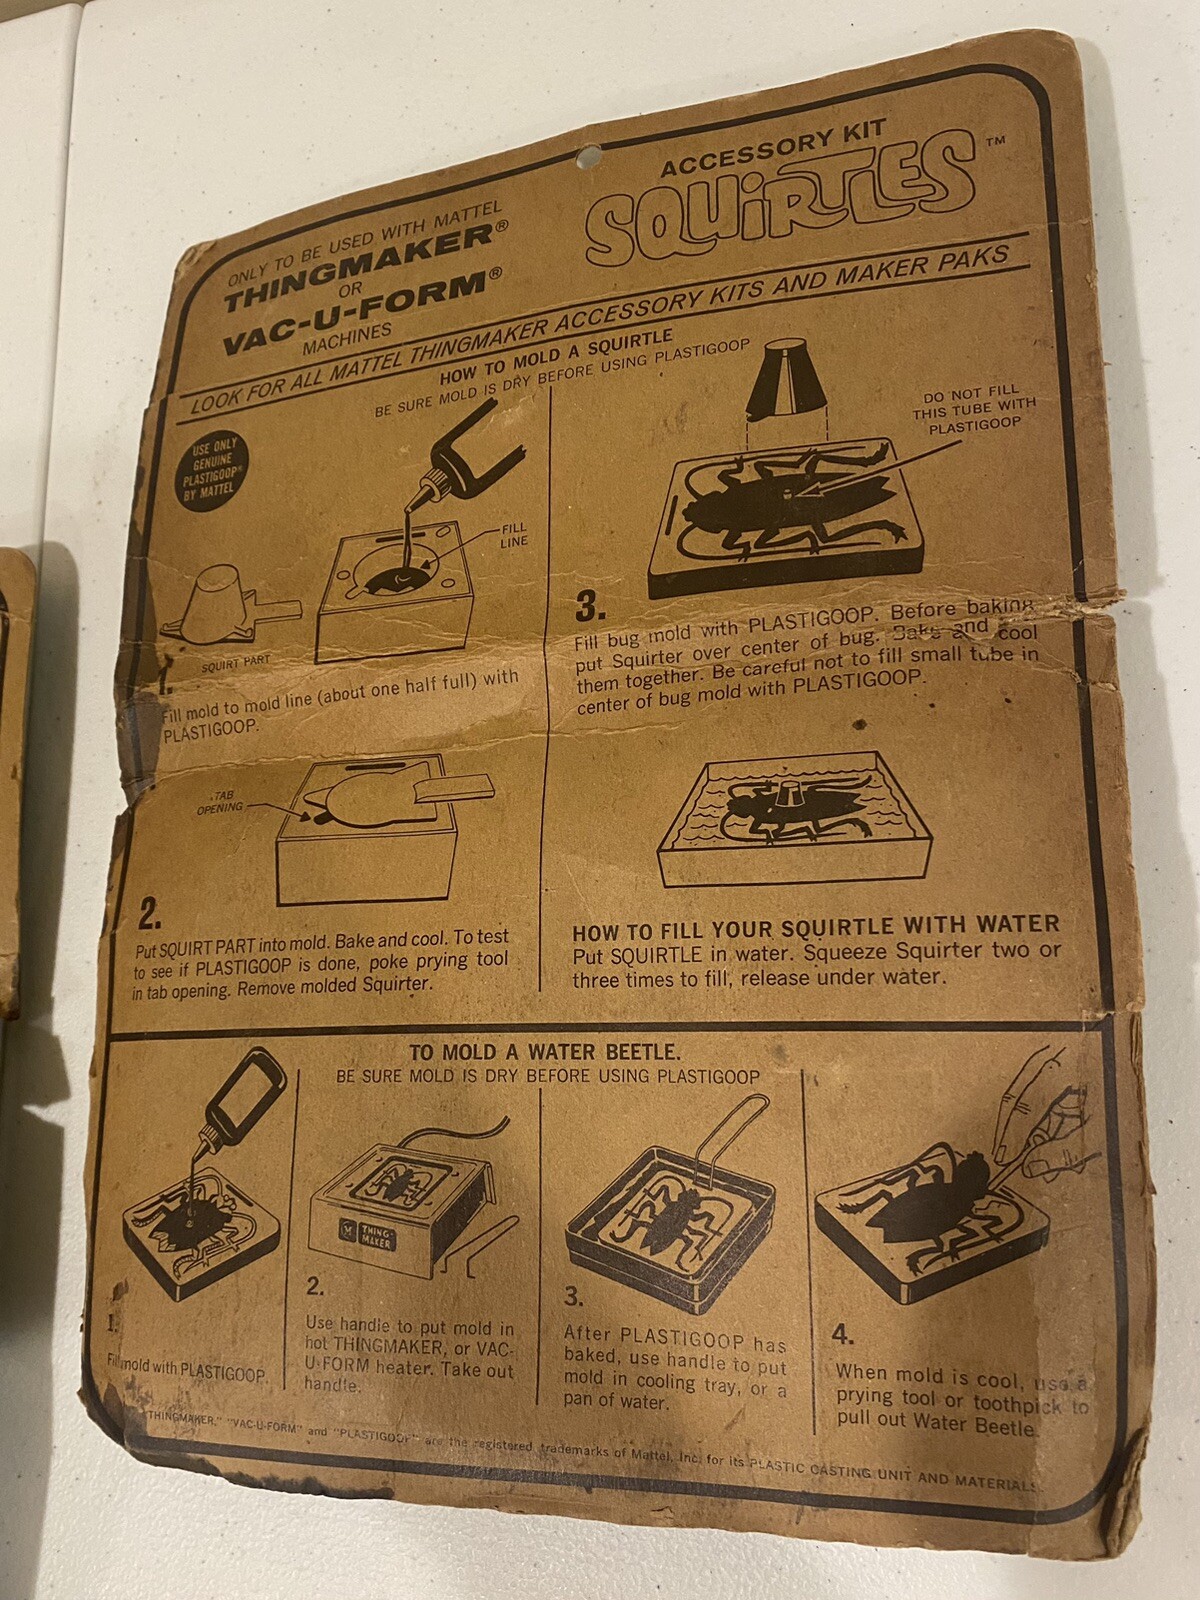 ONLY TO BE USED WITH MATTEL
THINGMAKER®
OR
VAC-U-FORM®
MACHINES
ACCESSORY KIT
SQUIRTLES™
LOOK FOR ALL MATTEL THINGMAKER ACCESSORY KITS AND MAKER PAKS
HOW TO MOLD A SQUIRTLE
BE SURE MOLD IS DRY BEFORE USING PLASTIGOOP
USE ONLY
GENUINE
PLASTIGOOP®
BY MATTEL
FILL
LINE
SQUIRT PART
1.
Fill mold to mold line (about one half full) with
PLASTIGOOP.
TAB
OPENING
2.
Put SQUIRT PART into mold. Bake and cool. To test
to see if PLASTIGOOP is done, poke prying tool
in tab opening. Remove molded Squirter.
DO NOT FILL
THIS TUBE WITH
PLASTIGOOP
3.
Fill bug mold with PLASTIGOOP. Before baking
put Squirter over center of bug. Bake and cool
them together. Be careful not to fill small tube in
center of bug mold with PLASTIGOOP.
HOW TO FILL YOUR SQUIRTLE WITH WATER
Put SQUIRTLE in water. Squeeze Squirter two or
three times to fill, release under water.
TO MOLD A WATER BEETLE.
BE SURE MOLD IS DRY BEFORE USING PLASTIGOOP
1.
Fill mold with PLASTIGOOP.
THING-
MAKER
2.
Use handle to put mold in
hot THINGMAKER, or VAC-
U-FORM heater. Take out
handle.
3.
After PLASTIGOOP has
baked, use handle to put
mold in cooling tray, or a
pan of water.
4.
When mold is cool, use a
prying tool or toothpick to
pull out Water Beetle.
"THINGMAKER," "VAC-U-FORM" and "PLASTIGOOP" are the registered trademarks of Mattel, Inc. for its PLASTIC CASTING UNIT AND MATERIALS.